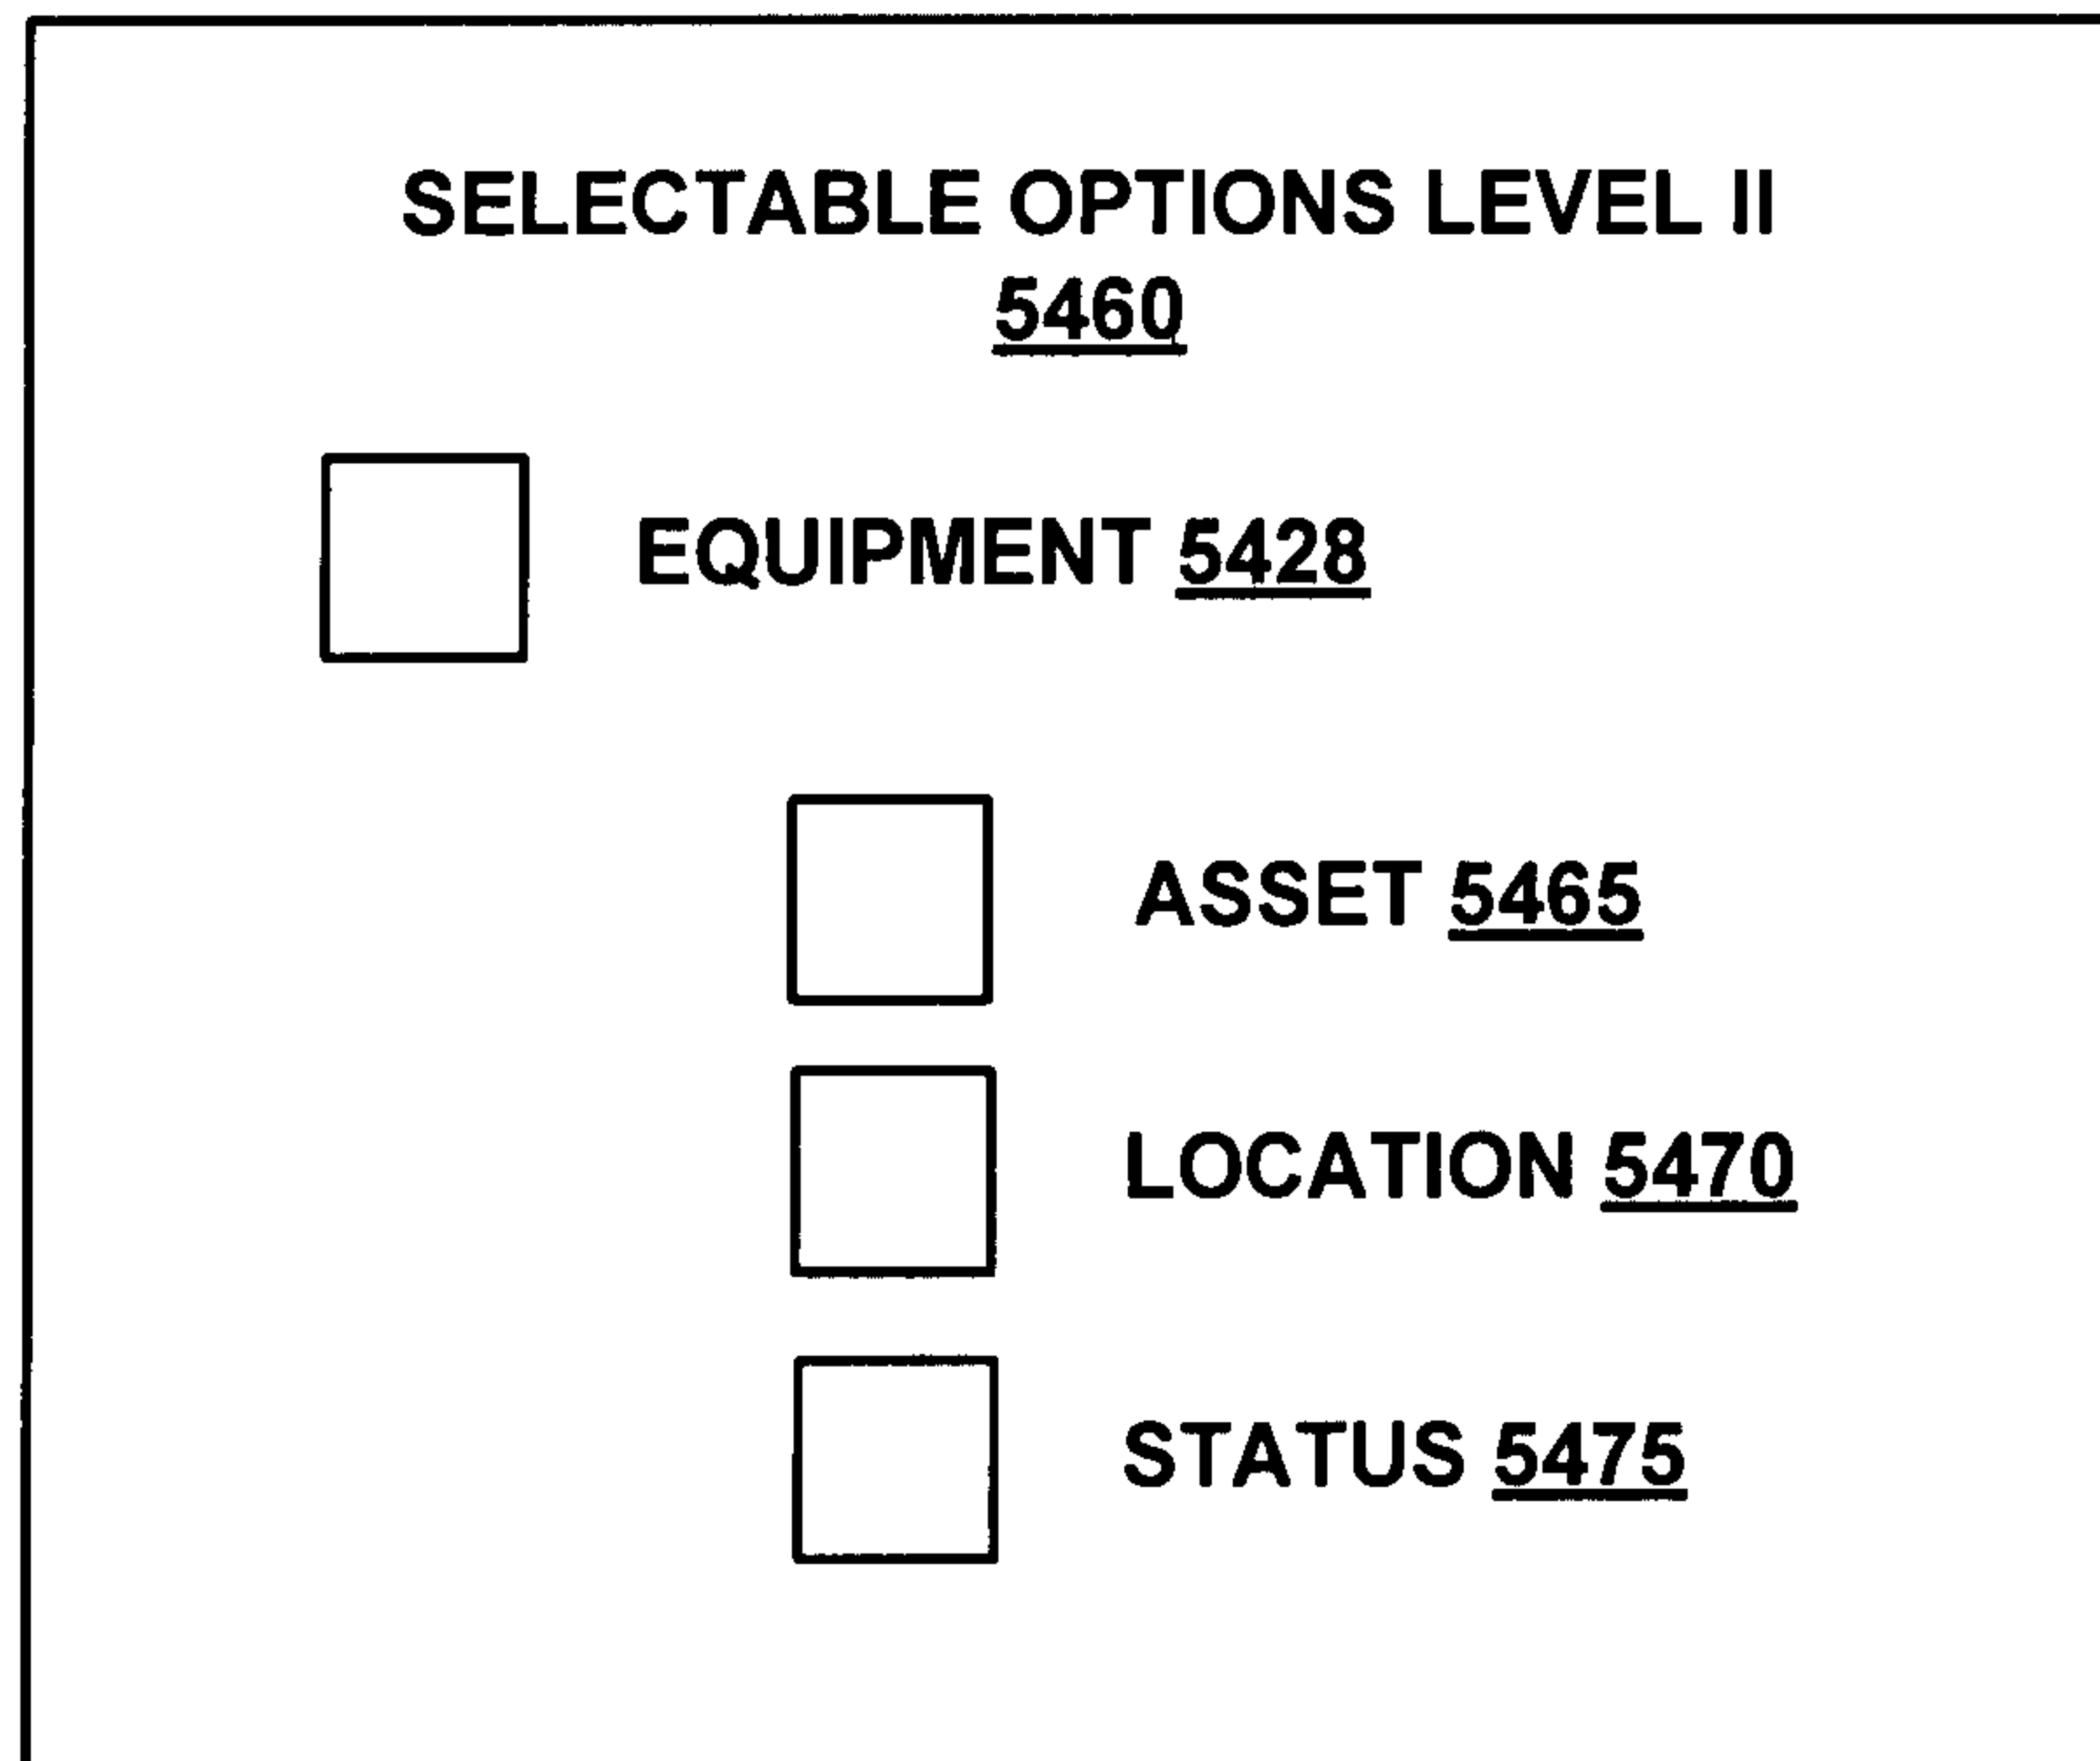 SELECTABLE OPTIONS LEVEL II
5460
EQUIPMENT 5428
ASSET 5465
LOCATION 5470
STATUS 5475